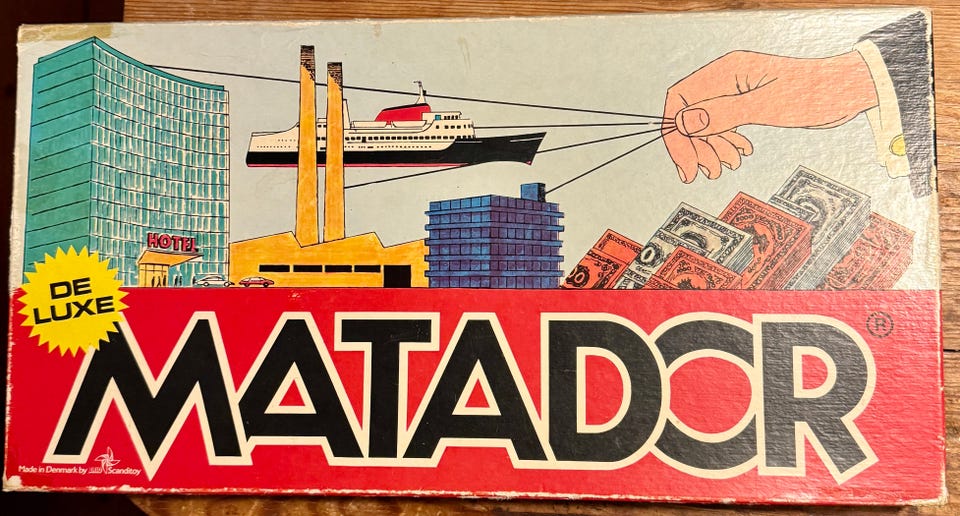 HOTEL
DE
LUXE
MATADOR®
Made in Denmark by Scanditoy